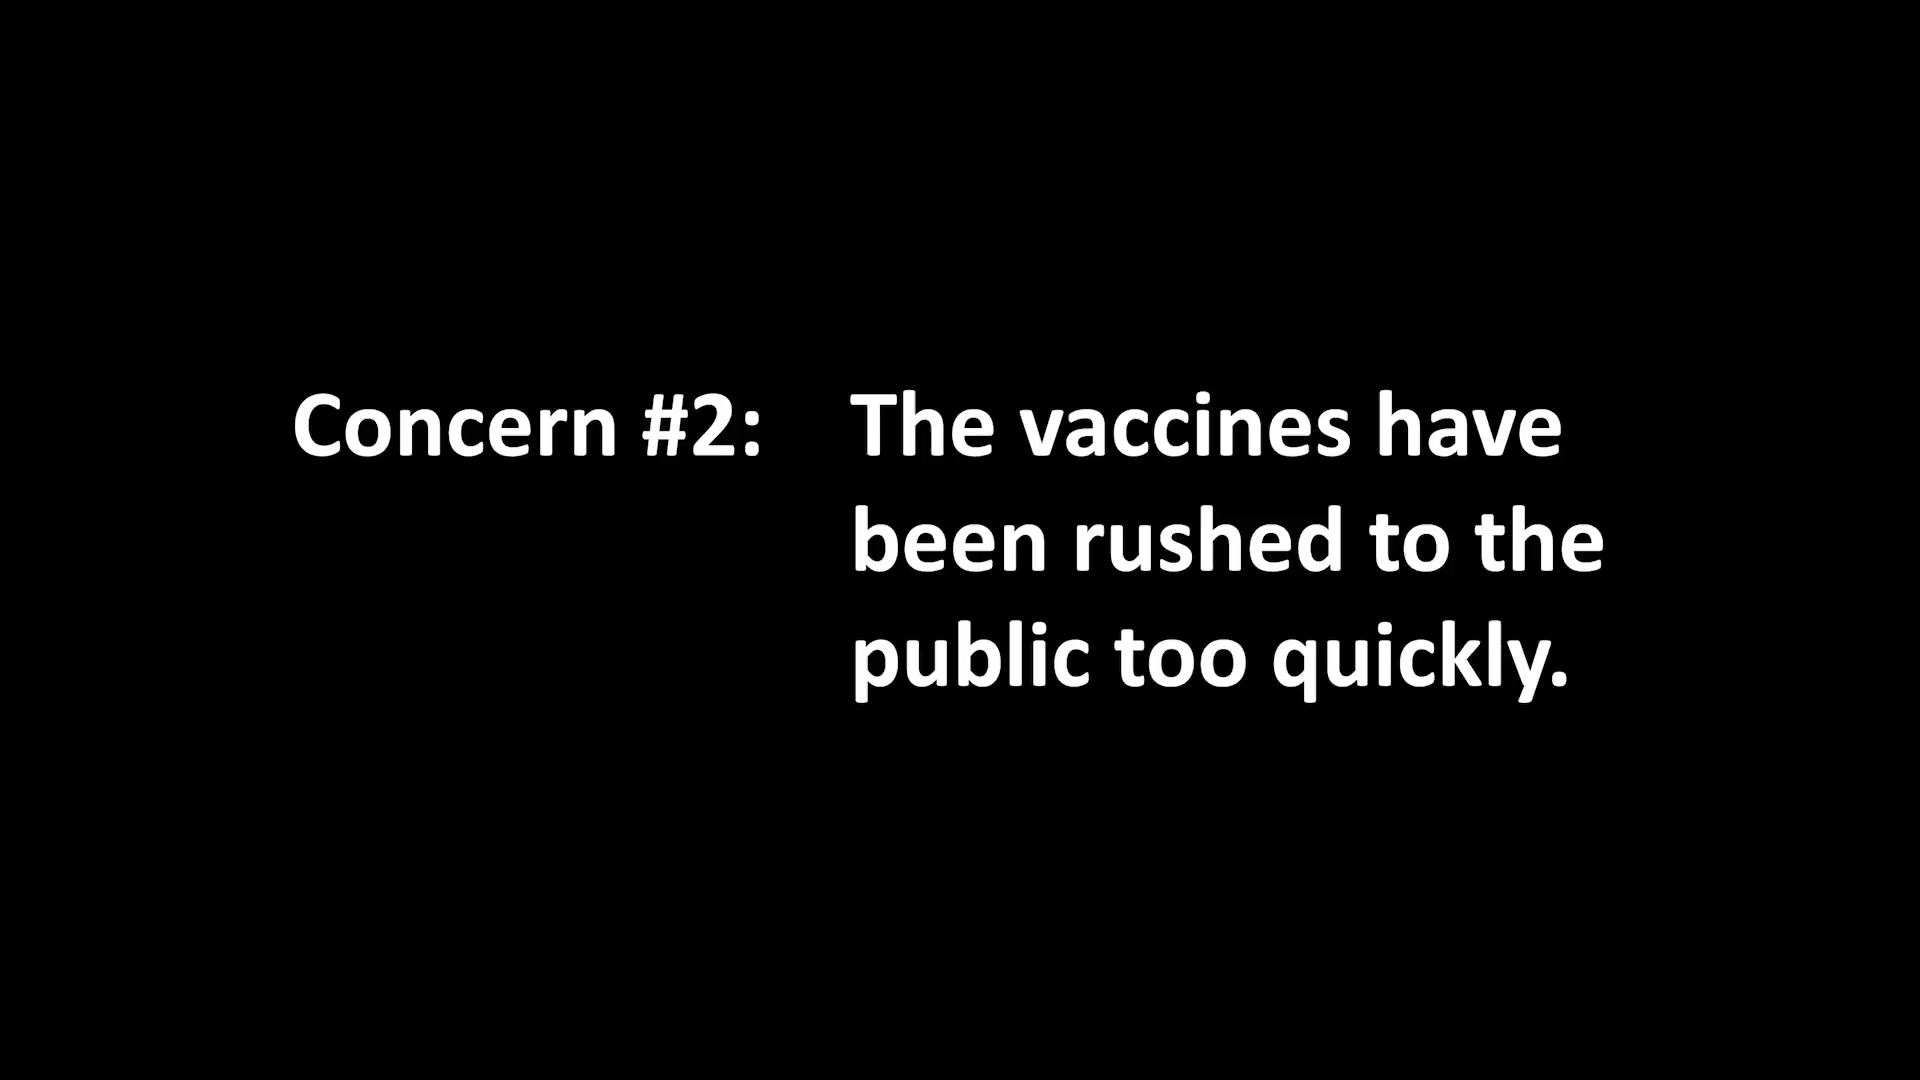 Concern #2: The vaccines have
been rushed to the
public too quickly.